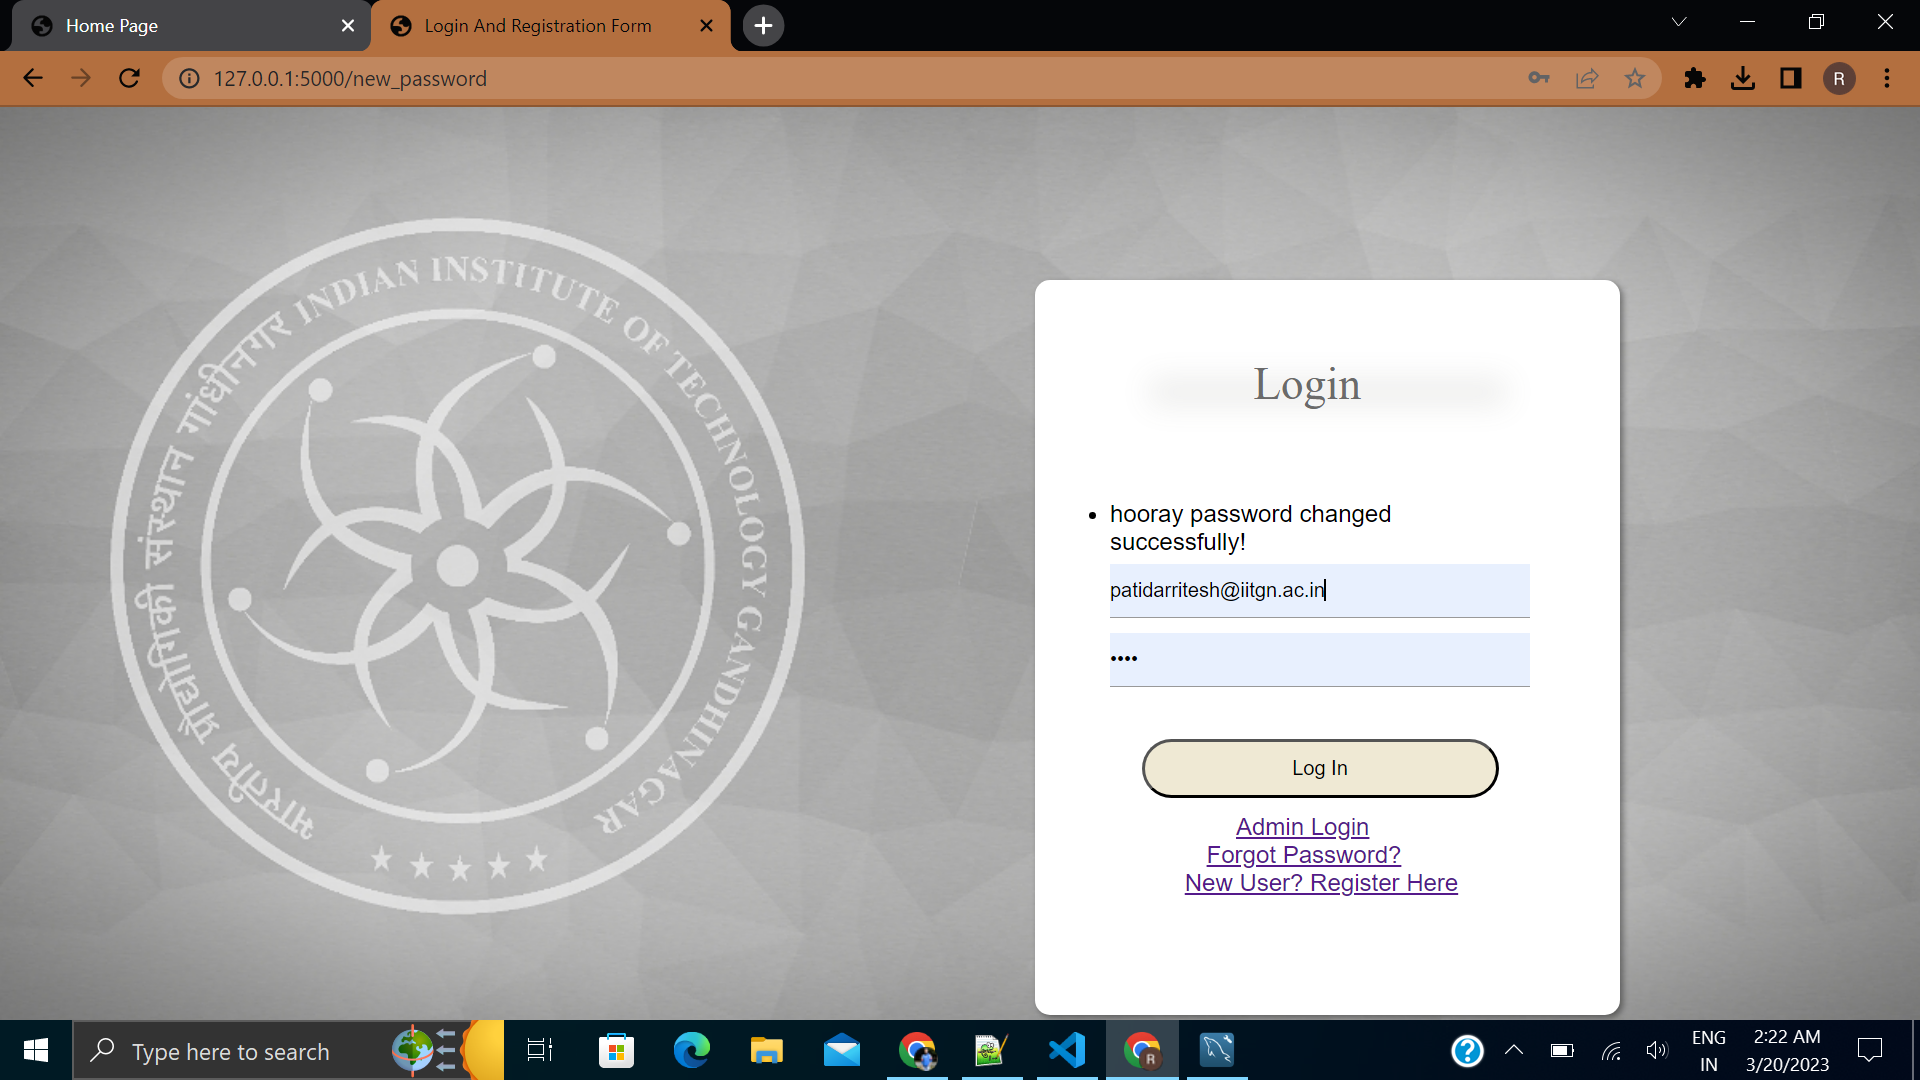 Home Page
Login And Registration Form
127.0.0.1:5000/new_password
R
भारतीय प्रौद्योगिकी संस्थान गांधीनगर
INDIAN INSTITUTE OF TECHNOLOGY GANDHINAGAR
Login
hooray password changed
successfully!
patidarritesh@iitgn.ac.in
••••
Log In
Admin Login
Forgot Password?
New User? Register Here
Type here to search
R
ENG
IN
2:22 AM
3/20/2023